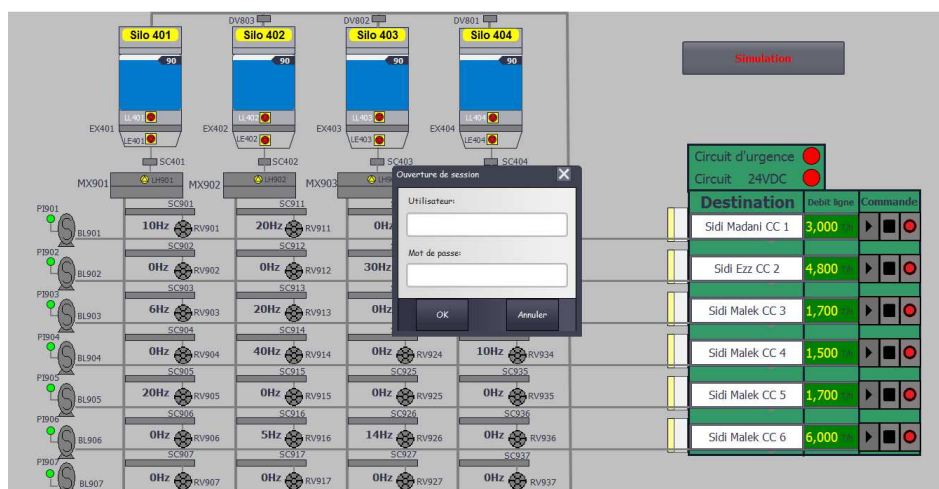 DV803 DV802 DV801
Silo 401 Silo 402 Silo 403 Silo 404
90 90 90 90
Simulation
LL401 LL402 LL403 LL404
EX401 EX402 EX403 EX404
LE401 LE402 LE403 LE404
SC401 SC402 SC403 SC404
Circuit d'urgence
Circuit 24VDC
MX901 LH901 MX902 LH902 MX903
Ouverture de session
Utilisateur:
Mot de passe:
OK Annuler
Destination Debit ligne Commande
PI901 SC901 SC911
BL901 10Hz RV901 20Hz RV911 0Hz
Sidi Madani CC 1 3,000
PI902 SC902 SC912
BL902 0Hz RV902 0Hz RV912 30Hz
Sidi Ezz CC 2 4,800
PI903 SC903 SC913
BL903 6Hz RV903 20Hz RV913 0Hz
Sidi Malek CC 3 1,700
PI904 SC904 SC914
BL904 0Hz RV904 40Hz RV914 0Hz RV924 10Hz RV934
Sidi Malek CC 4 1,500
PI905 SC905 SC915 SC925 SC935
BL905 20Hz RV905 0Hz RV915 0Hz RV925 0Hz RV935
Sidi Malek CC 5 1,700
PI906 SC906 SC916 SC926 SC936
BL906 0Hz RV906 5Hz RV916 14Hz RV926 0Hz RV936
Sidi Malek CC 6 6,000
PI907 SC907 SC917 SC927 SC937
BL907 0Hz RV907 0Hz RV917 0Hz RV927 0Hz RV937